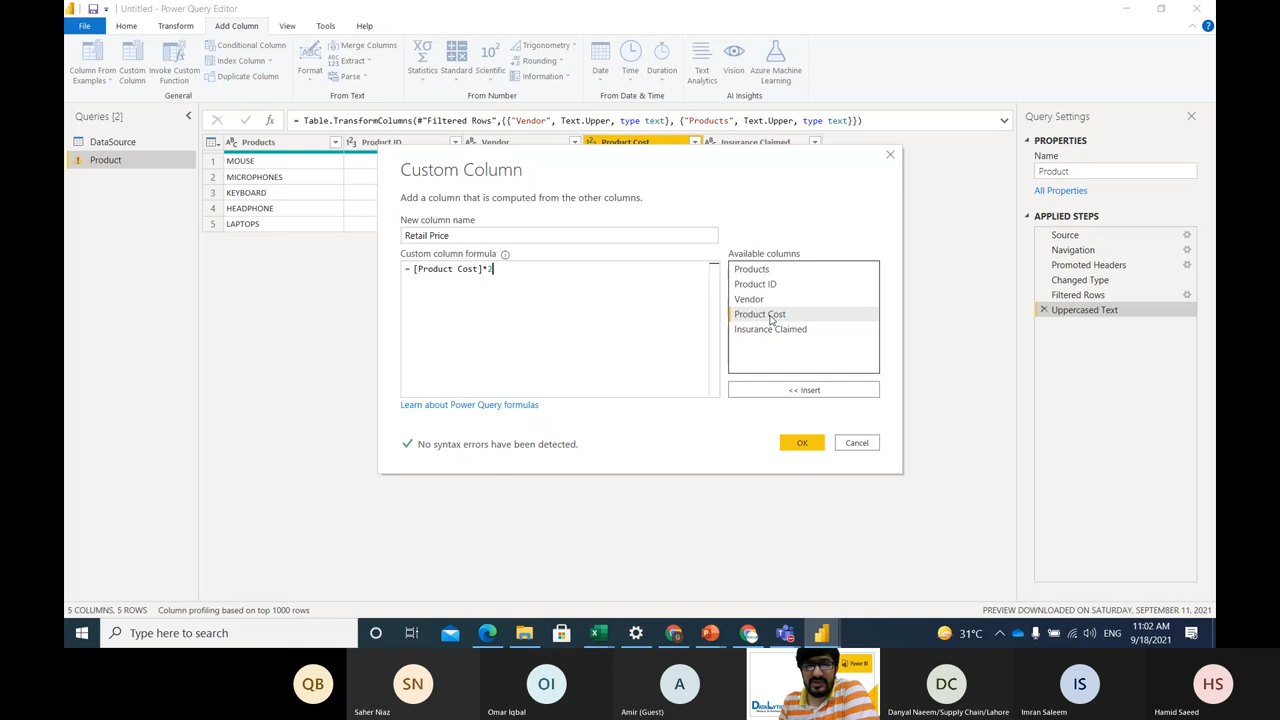 Untitled - Power Query Editor
File Home Transform Add Column View Tools Help
Column From Examples
Custom Column
Invoke Custom Function
Conditional Column
Index Column
Duplicate Column
General
Format
Merge Columns
Extract
Parse
From Text
Statistics
Standard
Scientific
Trigonometry
Rounding
Information
From Number
Date
Time
Duration
From Date & Time
Text Analytics
Vision
Azure Machine Learning
AI Insights
Queries [2]
DataSource
Product
= Table.TransformColumns(#"Filtered Rows",{{"Vendor", Text.Upper, type text}, {"Products", Text.Upper, type text}})
Products Product ID Vendor Product Cost Insurance Claimed
1 MOUSE
2 MICROPHONES
3 KEYBOARD
4 HEADPHONE
5 LAPTOPS
Custom Column
Add a column that is computed from the other columns.
New column name
Retail Price
Custom column formula
= [Product Cost]*2
Available columns
Products
Product ID
Vendor
Product Cost
Insurance Claimed
<< Insert
Learn about Power Query formulas
No syntax errors have been detected.
OK Cancel
Query Settings
PROPERTIES
Name
Product
All Properties
APPLIED STEPS
Source
Navigation
Promoted Headers
Changed Type
Filtered Rows
Uppercased Text
5 COLUMNS, 5 ROWS Column profiling based on top 1000 rows
PREVIEW DOWNLOADED ON SATURDAY, SEPTEMBER 11, 2021
Type here to search
31°C
ENG
11:02 AM
9/18/2021
QB
SN
Saher Niaz
OI
Omar Iqbal
A
Amir (Guest)
Power BI
DC
Danyal Naeem/Supply Chain/Lahore
IS
Imran Saleem
HS
Hamid Saeed